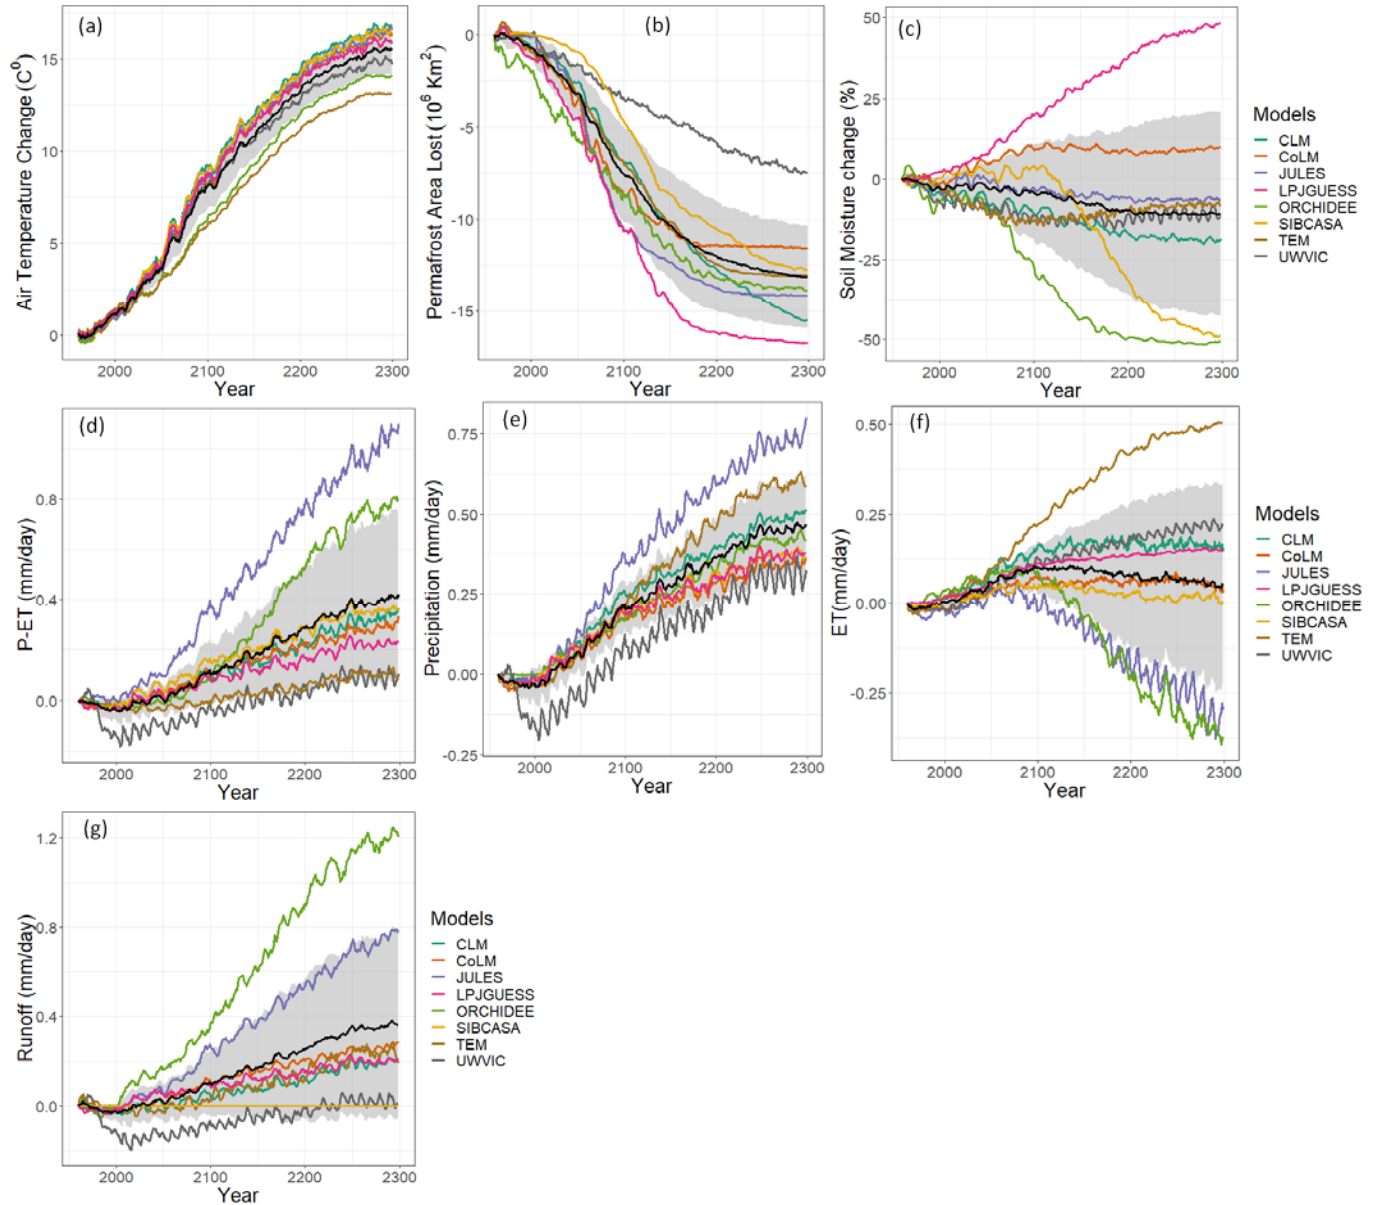 (a)
Air Temperature Change (C⁰)
15
10
5
0
2000 2100 2200 2300
Year
(b)
Permafrost Area Lost (10⁶ Km²)
0
-5
-10
-15
2000 2100 2200 2300
Year
(c)
Soil Moisture change (%)
50
25
0
-25
-50
2000 2100 2200 2300
Year
Models
CLM
CoLM
JULES
LPJGUESS
ORCHIDEE
SIBCASA
TEM
UWVIC
(d)
P-ET (mm/day)
0.8
0.4
0.0
2000 2100 2200 2300
Year
(e)
Precipitation (mm/day)
0.75
0.50
0.25
0.00
-0.25
2000 2100 2200 2300
Year
(f)
ET(mm/day)
0.50
0.25
0.00
-0.25
2000 2100 2200 2300
Year
Models
CLM
CoLM
JULES
LPJGUESS
ORCHIDEE
SIBCASA
TEM
UWVIC
(g)
Runoff (mm/day)
1.2
0.8
0.4
0.0
2000 2100 2200 2300
Year
Models
CLM
CoLM
JULES
LPJGUESS
ORCHIDEE
SIBCASA
TEM
UWVIC